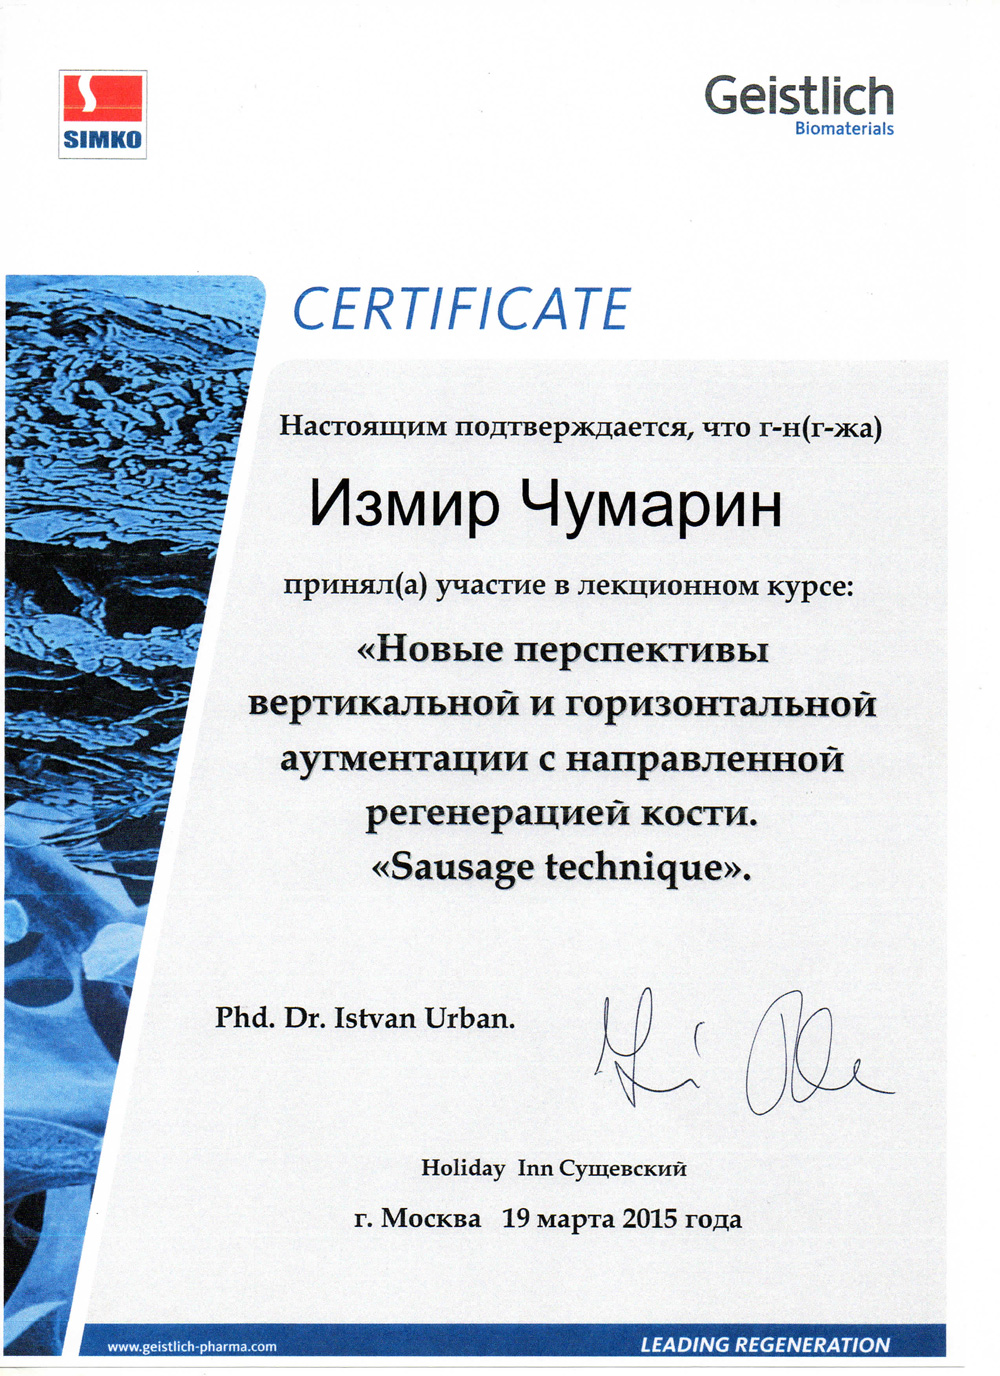 SIMKO
Geistlich
Biomaterials
CERTIFICATE
Настоящим подтверждается, что г-н(г-жа)
Измир Чумарин
принял(а) участие в лекционном курсе:
«Новые перспективы
вертикальной и горизонтальной
аугментации с направленной
регенерацией кости.
«Sausage technique».
Phd. Dr. Istvan Urban.
Holiday Inn Сущевский
г. Москва 19 марта 2015 года
www.geistlich-pharma.com
LEADING REGENERATION